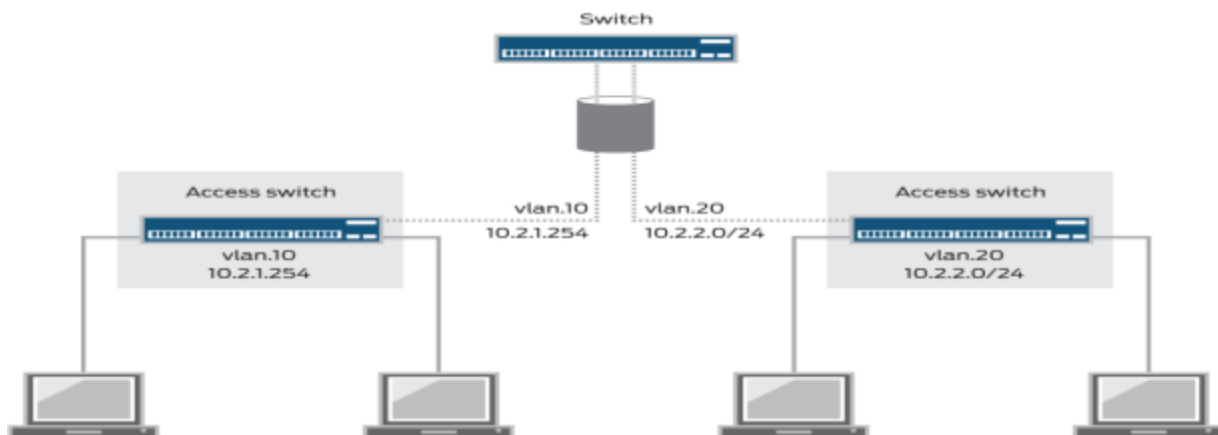 Switch
Access switch
vlan.10
10.2.1.254
vlan.10
10.2.1.254
vlan.20
10.2.2.0/24
Access switch
vlan.20
10.2.2.0/24